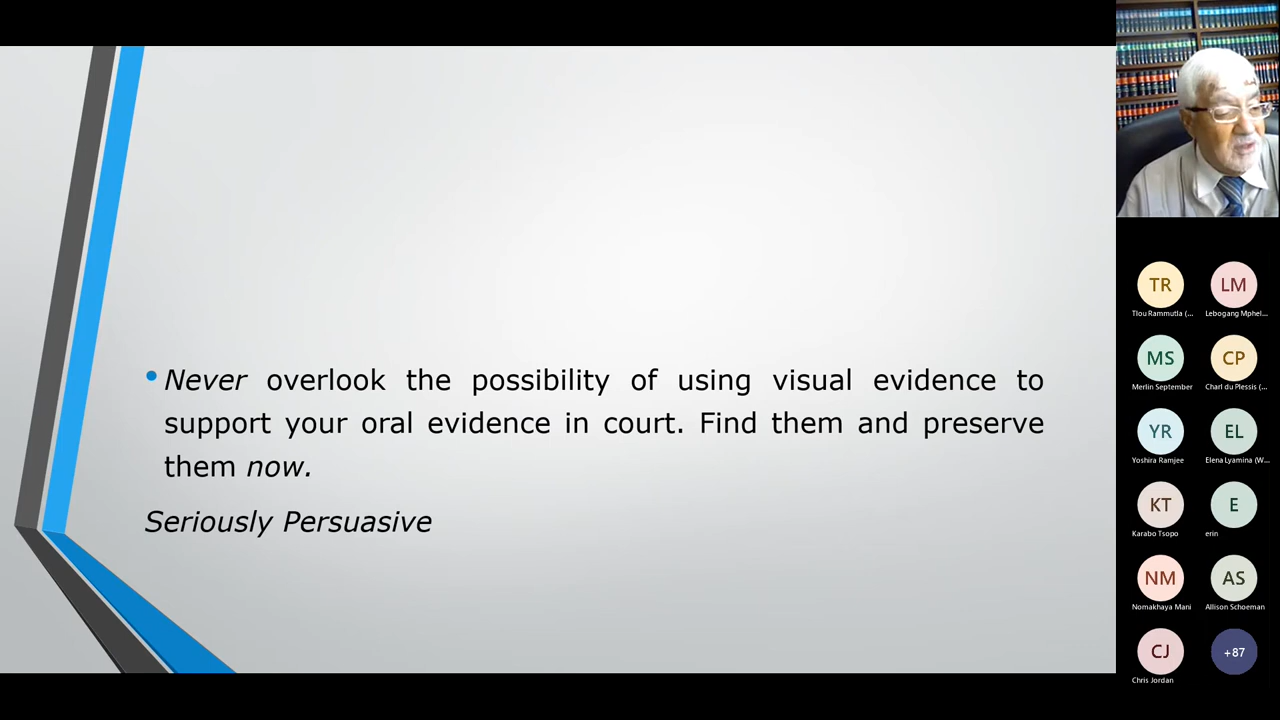 • Never overlook the possibility of using visual evidence to
support your oral evidence in court. Find them and preserve
them now.
Seriously Persuasive
TR LM
Tlou Rammutla (... Lebogang Mphel...
MS CP
Merlin September Charl du Plessis (...
YR EL
Yoshira Ramjee Elena Lyamina (W...
KT E
Karabo Tsopo erin
NM AS
Nomakhaya Mani Allison Schoeman
CJ +87
Chris Jordan